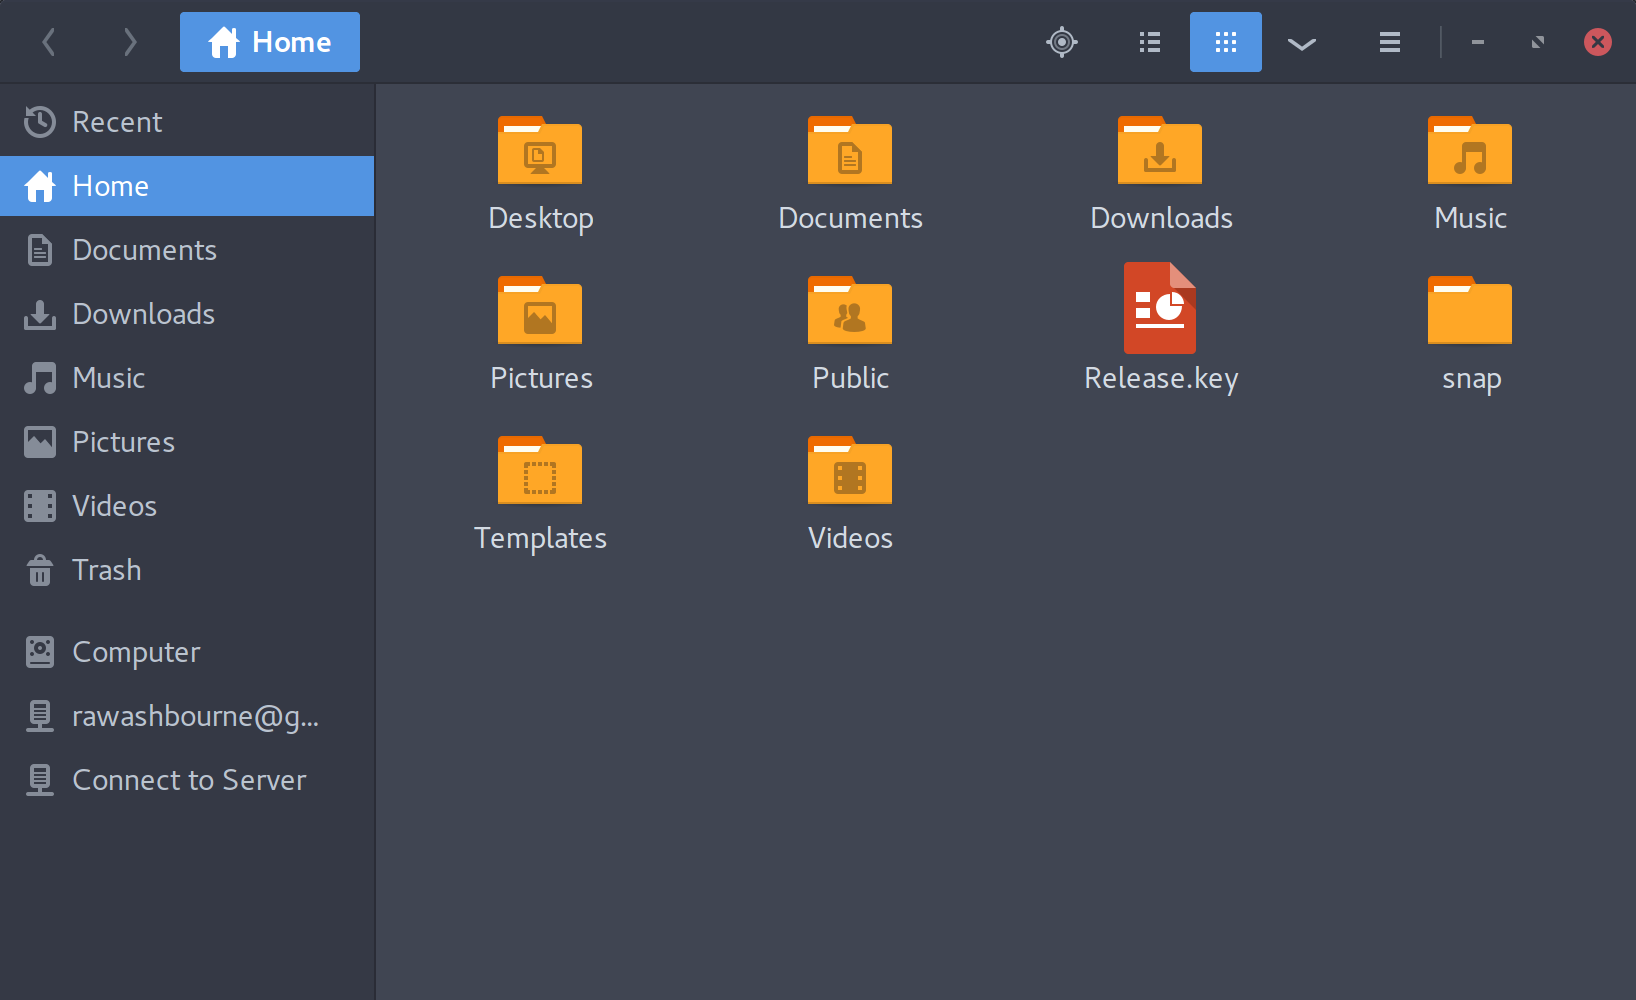 Home
Recent
Home
Documents
Downloads
Music
Pictures
Videos
Trash
Computer
rawashbourne@g...
Connect to Server
Desktop
Documents
Downloads
Music
Pictures
Public
Release.key
snap
Templates
Videos